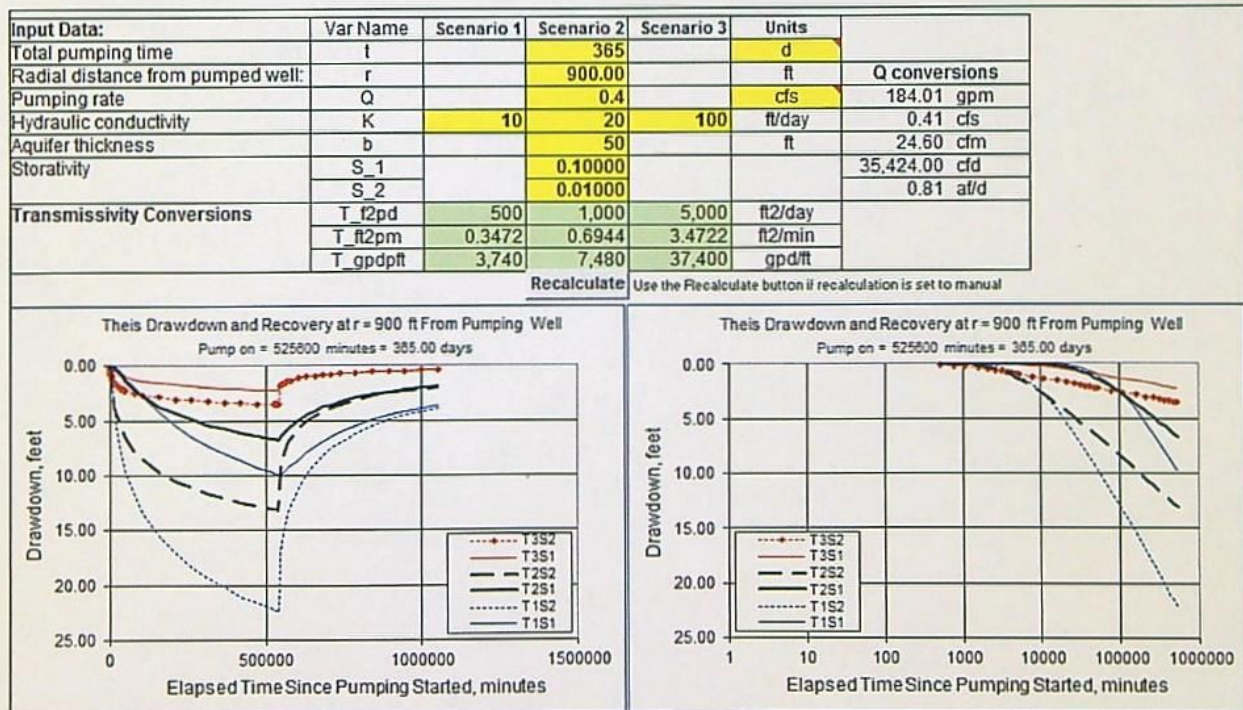 Input Data: Var Name Scenario 1 Scenario 2 Scenario 3 Units
Total pumping time t 365 d
Radial distance from pumped well: r 900.00 ft Q conversions
Pumping rate Q 0.4 cfs 184.01 gpm
Hydraulic conductivity K 10 20 100 ft/day 0.41 cfs
Aquifer thickness b 50 ft 24.60 cfm
Storativity S_1 0.10000 35,424.00 cfd
S_2 0.01000 0.81 af/d
Transmissivity Conversions T_f2pd 500 1,000 5,000 ft2/day
T_ft2pm 0.3472 0.6944 3.4722 ft2/min
T_gpdpft 3,740 7,480 37,400 gpd/ft
Recalculate Use the Recalculate button if recalculation is set to manual
Theis Drawdown and Recovery at r = 900 ft From Pumping Well
Pump on = 525600 minutes = 365.00 days
0.00
5.00
10.00
15.00
20.00
25.00
Drawdown, feet
T3S2
T3S1
T2S2
T2S1
T1S2
T1S1
0 500000 1000000 1500000
Elapsed Time Since Pumping Started, minutes
Theis Drawdown and Recovery at r = 900 ft From Pumping Well
Pump on = 525600 minutes = 365.00 days
0.00
5.00
10.00
15.00
20.00
25.00
Drawdown, feet
T3S2
T3S1
T2S2
T2S1
T1S2
T1S1
1 10 100 1000 10000 100000 1000000
Elapsed Time Since Pumping Started, minutes